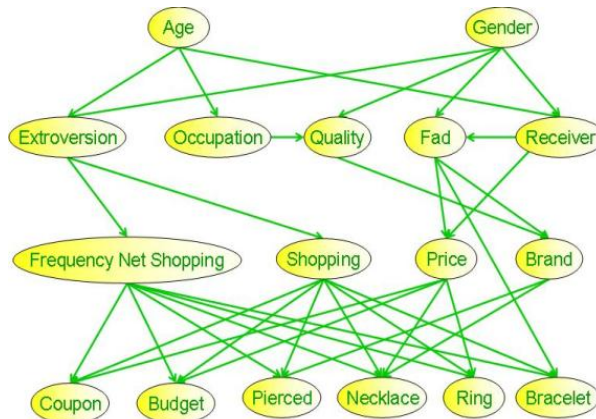 Age Gender
Extroversion Occupation Quality Fad Receiver
Frequency Net Shopping Shopping Price Brand
Coupon Budget Pierced Necklace Ring Bracelet